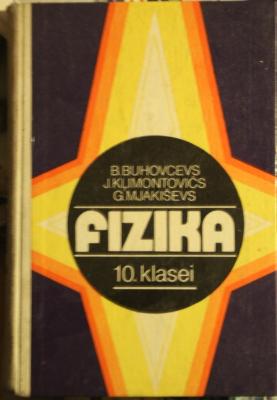 B.BUHOVCEVS
J.KLIMONTOVIČS
G.MJAKIŠEVS
FIZIKA
10. klasei